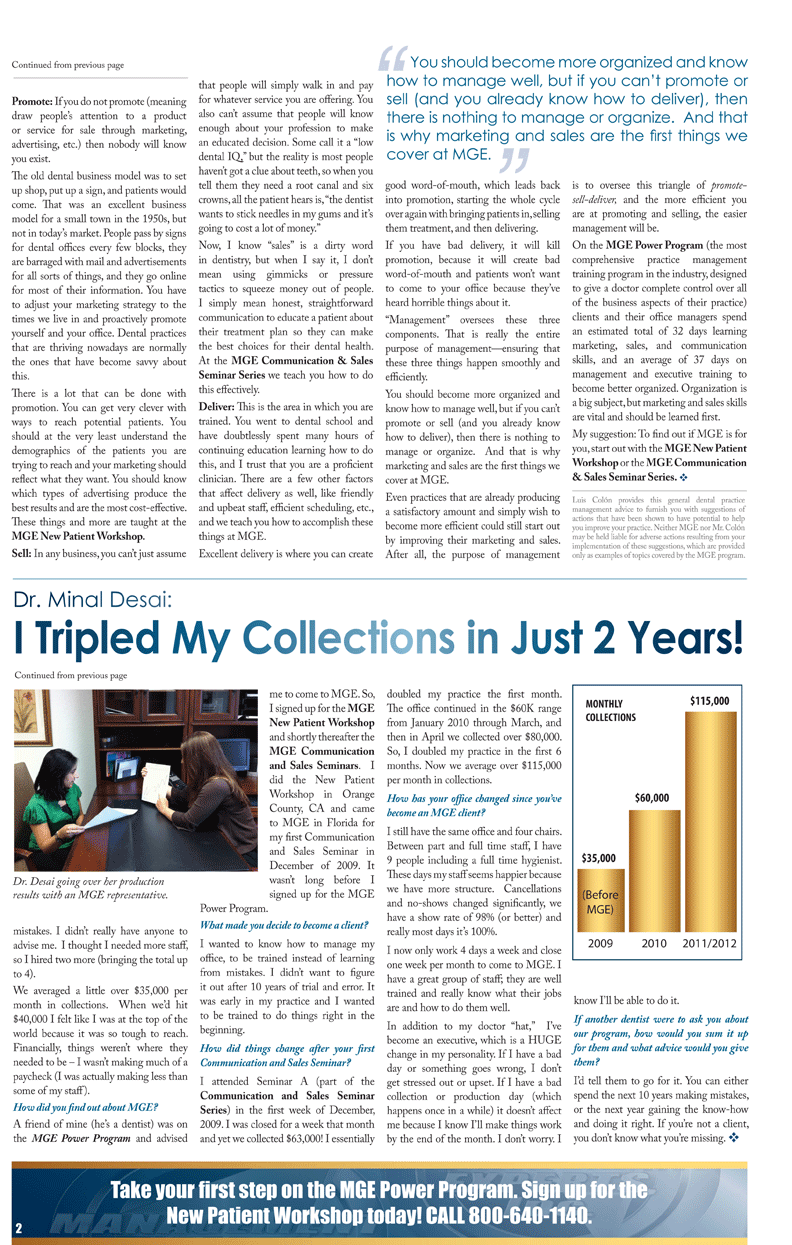 Continued from previous page
Promote: If you do not promote (meaning
draw people's attention to a product
or service for sale through marketing,
advertising, etc.) then nobody will know
you exist.
The old dental business model was to set
up shop, put up a sign, and patients would
come. That was an excellent business
model for a small town in the 1950s, but
not in today's market. People pass by signs
for dental offices every few blocks, they
are barraged with mail and advertisements
for all sorts of things, and they go online
for most of their information. You have
to adjust your marketing strategy to the
times we live in and proactively promote
yourself and your office. Dental practices
that are thriving nowadays are normally
the ones that have become savvy about
this.
There is a lot that can be done with
promotion. You can get very clever with
ways to reach potential patients. You
should at the very least understand the
demographics of the patients you are
trying to reach and your marketing should
reflect what they want. You should know
which types of advertising produce the
best results and are the most cost-effective.
These things and more are taught at the
MGE New Patient Workshop.
Sell: In any business, you can't just assume
that people will simply walk in and pay
for whatever service you are offering. You
also can't assume that people will know
enough about your profession to make
an educated decision. Some call it a “low
dental IQ,” but the reality is most people
haven't got a clue about teeth, so when you
tell them they need a root canal and six
crowns, all the patient hears is, “the dentist
wants to stick needles in my gums and it's
going to cost a lot of money.”
Now, I know “sales” is a dirty word
in dentistry, but when I say it, I don't
mean using gimmicks or pressure
tactics to squeeze money out of people.
I simply mean honest, straightforward
communication to educate a patient about
their treatment plan so they can make
the best choices for their dental health.
At the MGE Communication & Sales
Seminar Series we teach you how to do
this effectively.
Deliver: This is the area in which you are
trained. You went to dental school and
have doubtlessly spent many hours of
continuing education learning how to do
this, and I trust that you are a proficient
clinician. There are a few other factors
that affect delivery as well, like friendly
and upbeat staff, efficient scheduling, etc.,
and we teach you how to accomplish these
things at MGE.
Excellent delivery is where you can create
“ You should become more organized and know
how to manage well, but if you can't promote or
sell (and you already know how to deliver), then
there is nothing to manage or organize. And that
is why marketing and sales are the first things we
cover at MGE. ”
good word-of-mouth, which leads back
into promotion, starting the whole cycle
over again with bringing patients in, selling
them treatment, and then delivering.
If you have bad delivery, it will kill
promotion, because it will create bad
word-of-mouth and patients won't want
to come to your office because they've
heard horrible things about it.
“Management” oversees these three
components. That is really the entire
purpose of management—ensuring that
these three things happen smoothly and
efficiently.
You should become more organized and
know how to manage well, but if you can't
promote or sell (and you already know
how to deliver), then there is nothing to
manage or organize. And that is why
marketing and sales are the first things we
cover at MGE.
Even practices that are already producing
a satisfactory amount and simply wish to
become more efficient could still start out
by improving their marketing and sales.
After all, the purpose of management
is to oversee this triangle of promote-
sell-deliver, and the more efficient you
are at promoting and selling, the easier
management will be.
On the MGE Power Program (the most
comprehensive practice management
training program in the industry, designed
to give a doctor complete control over all
of the business aspects of their practice)
clients and their office managers spend
an estimated total of 32 days learning
marketing, sales, and communication
skills, and an average of 37 days on
management and executive training to
become better organized. Organization is
a big subject, but marketing and sales skills
are vital and should be learned first.
My suggestion: To find out if MGE is for
you, start out with the MGE New Patient
Workshop or the MGE Communication
& Sales Seminar Series. ❖
Luis Colón provides this general dental practice
management advice to furnish you with suggestions of
actions that have been shown to have potential to help
you improve your practice. Neither MGE nor Mr. Colón
may be held liable for adverse actions resulting from your
implementation of these suggestions, which are provided
only as examples of topics covered by the MGE program.
Dr. Minal Desai:
I Tripled My Collections in Just 2 Years!
Continued from previous page
Dr. Desai going over her production
results with an MGE representative.
mistakes. I didn't really have anyone to
advise me. I thought I needed more staff,
so I hired two more (bringing the total up
to 4).
We averaged a little over $35,000 per
month in collections. When we'd hit
$40,000 I felt like I was at the top of the
world because it was so tough to reach.
Financially, things weren't where they
needed to be – I wasn't making much of a
paycheck (I was actually making less than
some of my staff).
How did you find out about MGE?
A friend of mine (he's a dentist) was on
the MGE Power Program and advised
me to come to MGE. So,
I signed up for the MGE
New Patient Workshop
and shortly thereafter the
MGE Communication
and Sales Seminars. I
did the New Patient
Workshop in Orange
County, CA and came
to MGE in Florida for
my first Communication
and Sales Seminar in
December of 2009. It
wasn't long before I
signed up for the MGE
Power Program.
What made you decide to become a client?
I wanted to know how to manage my
office, to be trained instead of learning
from mistakes. I didn't want to figure
it out after 10 years of trial and error. It
was early in my practice and I wanted
to be trained to do things right in the
beginning.
How did things change after your first
Communication and Sales Seminar?
I attended Seminar A (part of the
Communication and Sales Seminar
Series) in the first week of December,
2009. I was closed for a week that month
and yet we collected $63,000! I essentially
doubled my practice the first month.
The office continued in the $60K range
from January 2010 through March, and
then in April we collected over $80,000.
So, I doubled my practice in the first 6
months. Now we average over $115,000
per month in collections.
How has your office changed since you've
become an MGE client?
I still have the same office and four chairs.
Between part and full time staff, I have
9 people including a full time hygienist.
These days my staff seems happier because
we have more structure. Cancellations
and no-shows changed significantly, we
have a show rate of 98% (or better) and
really most days it's 100%.
I now only work 4 days a week and close
one week per month to come to MGE. I
have a great group of staff; they are well
trained and really know what their jobs
are and how to do them well.
In addition to my doctor “hat,” I've
become an executive, which is a HUGE
change in my personality. If I have a bad
day or something goes wrong, I don't
get stressed out or upset. If I have a bad
collection or production day (which
happens once in a while) it doesn't affect
me because I know I'll make things work
by the end of the month. I don't worry. I
MONTHLY
COLLECTIONS
$115,000
$60,000
$35,000
(Before
MGE)
2009 2010 2011/2012
know I'll be able to do it.
If another dentist were to ask you about
our program, how would you sum it up
for them and what advice would you give
them?
I'd tell them to go for it. You can either
spend the next 10 years making mistakes,
or the next year gaining the know-how
and doing it right. If you're not a client,
you don't know what you're missing. ❖
EXPERTS
MANAGEMENT
Take your first step on the MGE Power Program. Sign up for the
New Patient Workshop today! CALL 800-640-1140.
2